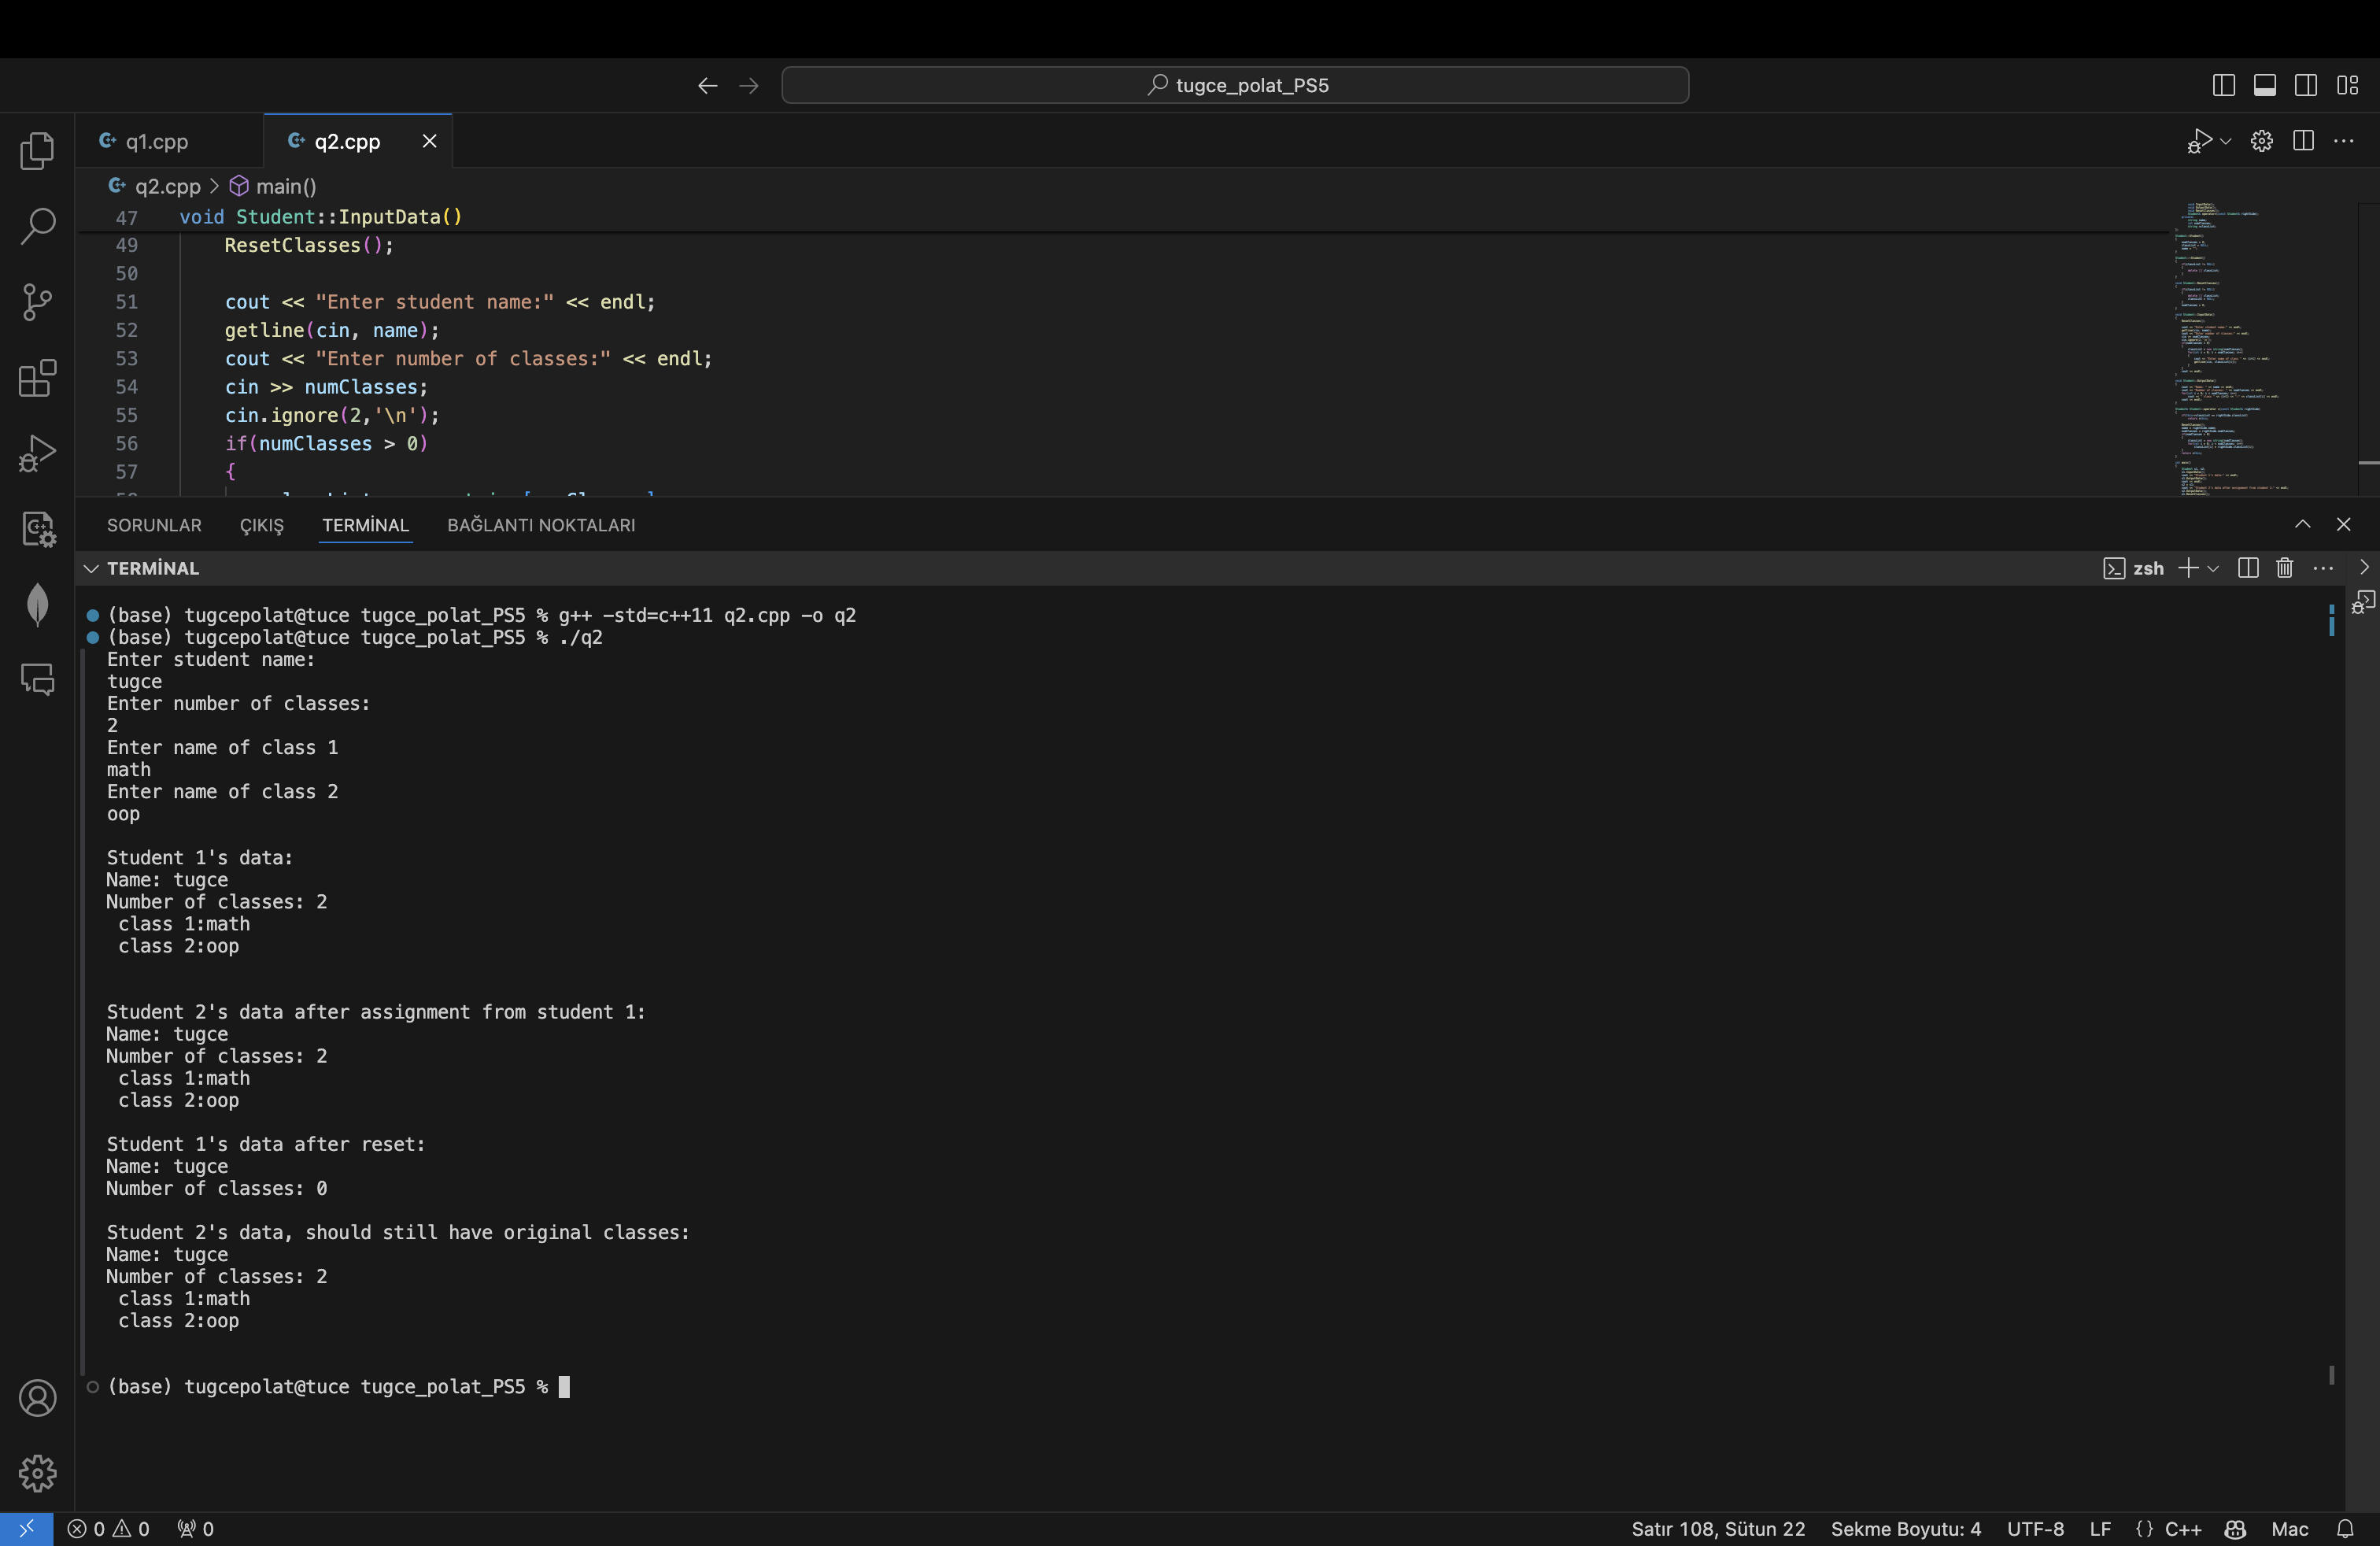 tugce_polat_PS5
q1.cpp
q2.cpp
q2.cpp > main()
47 void Student::InputData()
49 ResetClasses();
50
51 cout << "Enter student name:" << endl;
52 getline(cin, name);
53 cout << "Enter number of classes:" << endl;
54 cin >> numClasses;
55 cin.ignore(2,'\n');
56 if(numClasses > 0)
57 {
SORUNLAR ÇIKIŞ TERMİNAL BAĞLANTI NOKTALARI
TERMİNAL
zsh
(base) tugcepolat@tuce tugce_polat_PS5 % g++ -std=c++11 q2.cpp -o q2
(base) tugcepolat@tuce tugce_polat_PS5 % ./q2
Enter student name:
tugce
Enter number of classes:
2
Enter name of class 1
math
Enter name of class 2
oop
Student 1's data:
Name: tugce
Number of classes: 2
class 1:math
class 2:oop
Student 2's data after assignment from student 1:
Name: tugce
Number of classes: 2
class 1:math
class 2:oop
Student 1's data after reset:
Name: tugce
Number of classes: 0
Student 2's data, should still have original classes:
Name: tugce
Number of classes: 2
class 1:math
class 2:oop
(base) tugcepolat@tuce tugce_polat_PS5 %
0 0 0 Satır 108, Sütun 22 Sekme Boyutu: 4 UTF-8 LF {} C++ Mac